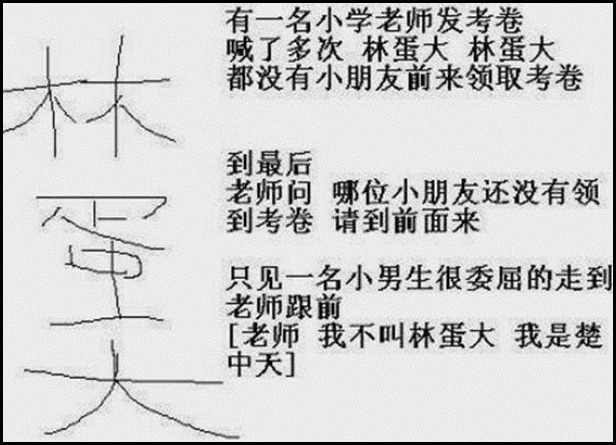 林
蛋
大
有一名小学老师发考卷
喊了多次 林蛋大 林蛋大
都没有小朋友前来领取考卷
到最后
老师问 哪位小朋友还没有领
到考卷 请到前面来
只见一名小男生很委屈的走到
老师跟前
[老师 我不叫林蛋大 我是楚
中天]